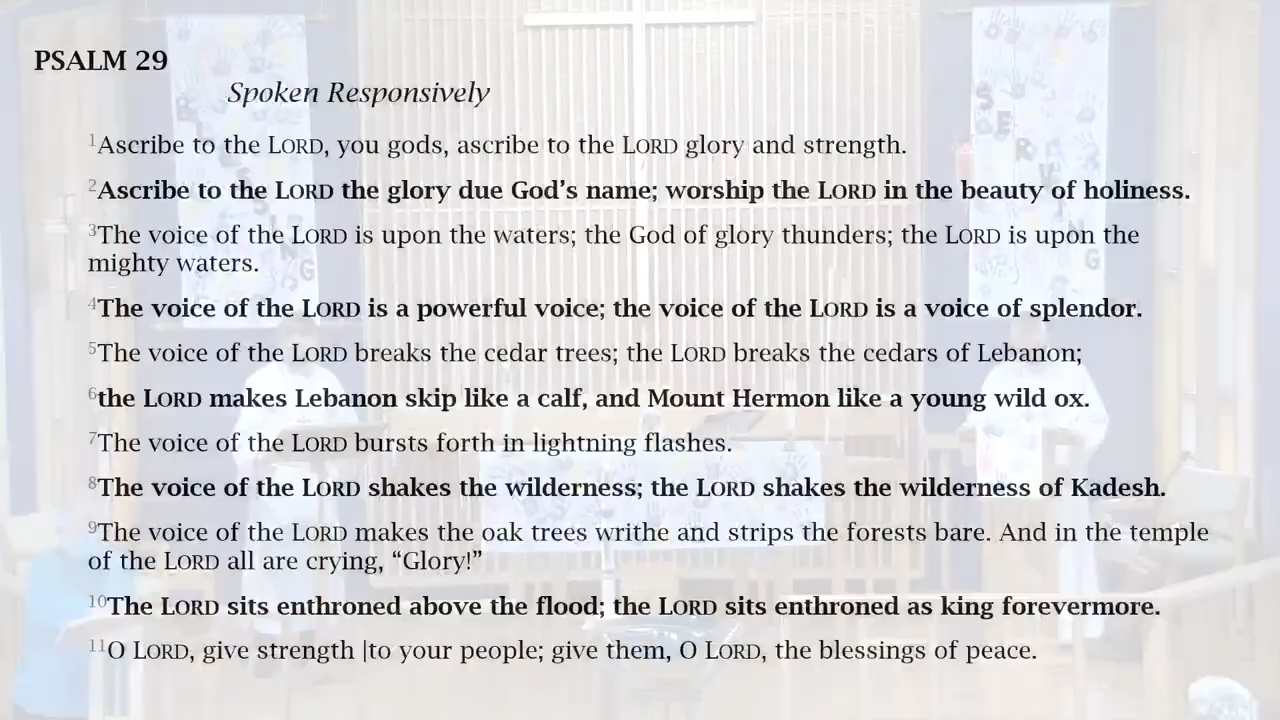 PSALM 29
Spoken Responsively
1Ascribe to the LORD, you gods, ascribe to the LORD glory and strength.
2Ascribe to the LORD the glory due God's name; worship the LORD in the beauty of holiness.
3The voice of the LORD is upon the waters; the God of glory thunders; the LORD is upon the
mighty waters.
4The voice of the LORD is a powerful voice; the voice of the LORD is a voice of splendor.
5The voice of the LORD breaks the cedar trees; the LORD breaks the cedars of Lebanon;
6the LORD makes Lebanon skip like a calf, and Mount Hermon like a young wild ox.
7The voice of the LORD bursts forth in lightning flashes.
8The voice of the LORD shakes the wilderness; the LORD shakes the wilderness of Kadesh.
9The voice of the LORD makes the oak trees writhe and strips the forests bare. And in the temple
of the LORD all are crying, “Glory!”
10The LORD sits enthroned above the flood; the LORD sits enthroned as king forevermore.
11O LORD, give strength |to your people; give them, O LORD, the blessings of peace.
SERVING